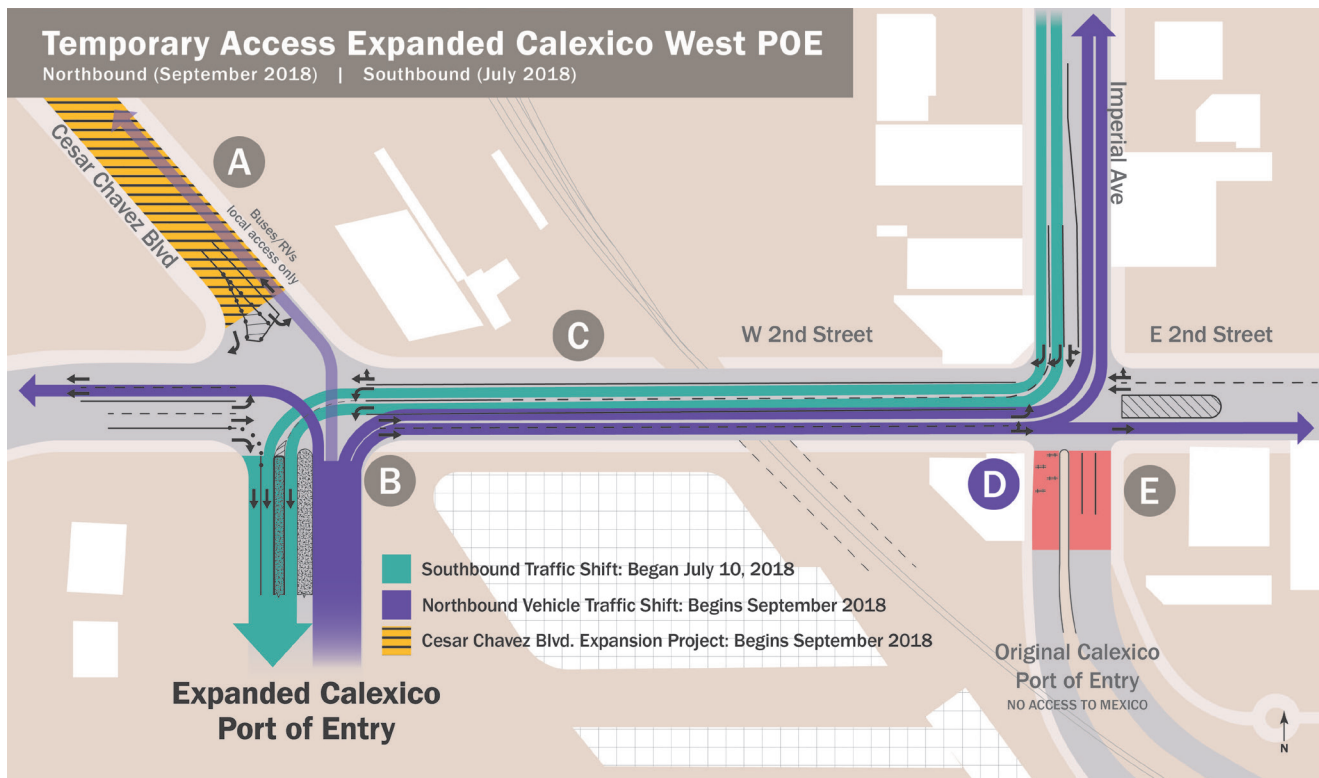 Temporary Access Expanded Calexico West POE
Northbound (September 2018) | Southbound (July 2018)
Cesar Chavez Blvd
A
Buses/RVs
local access only
Imperial Ave
C
W 2nd Street
E 2nd Street
B
D
E
Southbound Traffic Shift: Began July 10, 2018
Northbound Vehicle Traffic Shift: Begins September 2018
Cesar Chavez Blvd. Expansion Project: Begins September 2018
Expanded Calexico
Port of Entry
Original Calexico
Port of Entry
NO ACCESS TO MEXICO
N